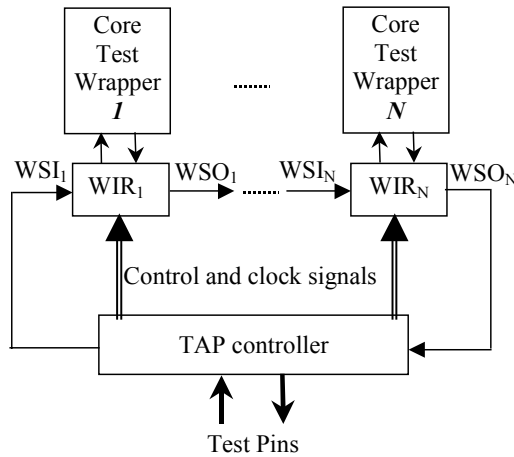 Core
Test
Wrapper
1
Core
Test
Wrapper
N
WSI1
WIR1
WSO1
WSIN
WIRN
WSON
Control and clock signals
TAP controller
Test Pins